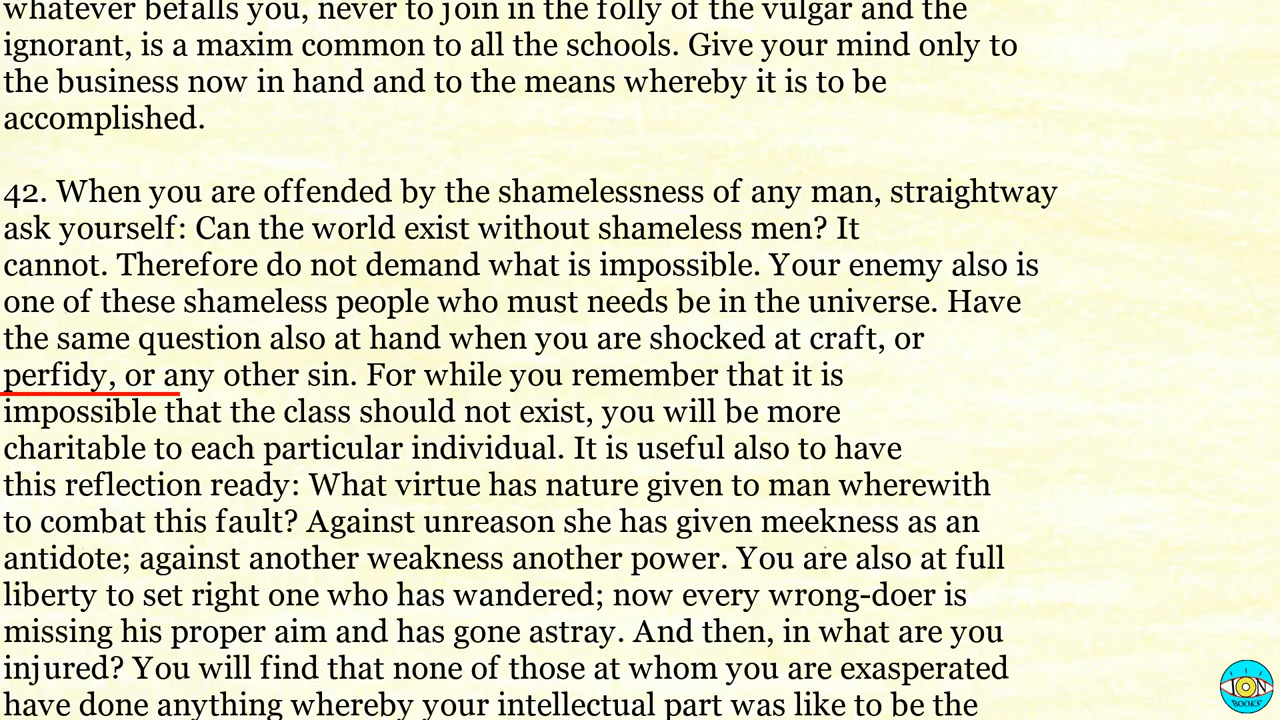 whatever befalls you, never to join in the folly of the vulgar and the
ignorant, is a maxim common to all the schools. Give your mind only to
the business now in hand and to the means whereby it is to be
accomplished.
42. When you are offended by the shamelessness of any man, straightway
ask yourself: Can the world exist without shameless men? It
cannot. Therefore do not demand what is impossible. Your enemy also is
one of these shameless people who must needs be in the universe. Have
the same question also at hand when you are shocked at craft, or
perfidy, or any other sin. For while you remember that it is
impossible that the class should not exist, you will be more
charitable to each particular individual. It is useful also to have
this reflection ready: What virtue has nature given to man wherewith
to combat this fault? Against unreason she has given meekness as an
antidote; against another weakness another power. You are also at full
liberty to set right one who has wandered; now every wrong-doer is
missing his proper aim and has gone astray. And then, in what are you
injured? You will find that none of those at whom you are exasperated
have done anything whereby your intellectual part was like to be the
ION
BOOKS